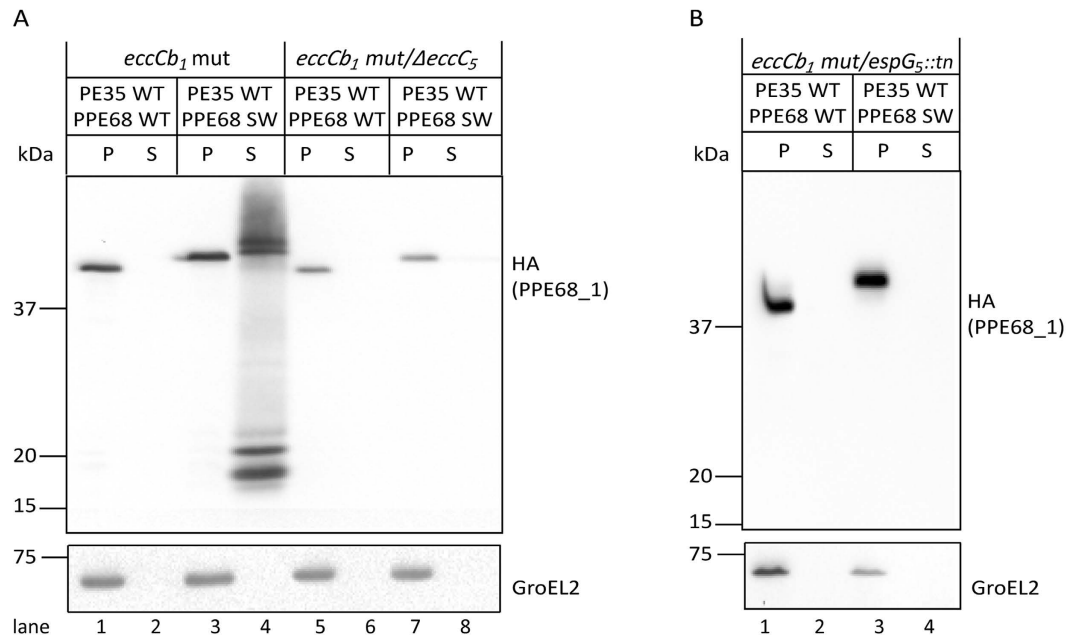 A
eccCb1 mut eccCb1 mut/ΔeccC5
PE35 WT PE35 WT PE35 WT PE35 WT
PPE68 WT PPE68 SW PPE68 WT PPE68 SW
kDa P S P S P S P S
HA
(PPE68_1)
37
20
15
75
GroEL2
lane 1 2 3 4 5 6 7 8
B
eccCb1 mut/espG5::tn
PE35 WT PE35 WT
PPE68 WT PPE68 SW
kDa P S P S
HA
(PPE68_1)
37
20
15
75
GroEL2
1 2 3 4